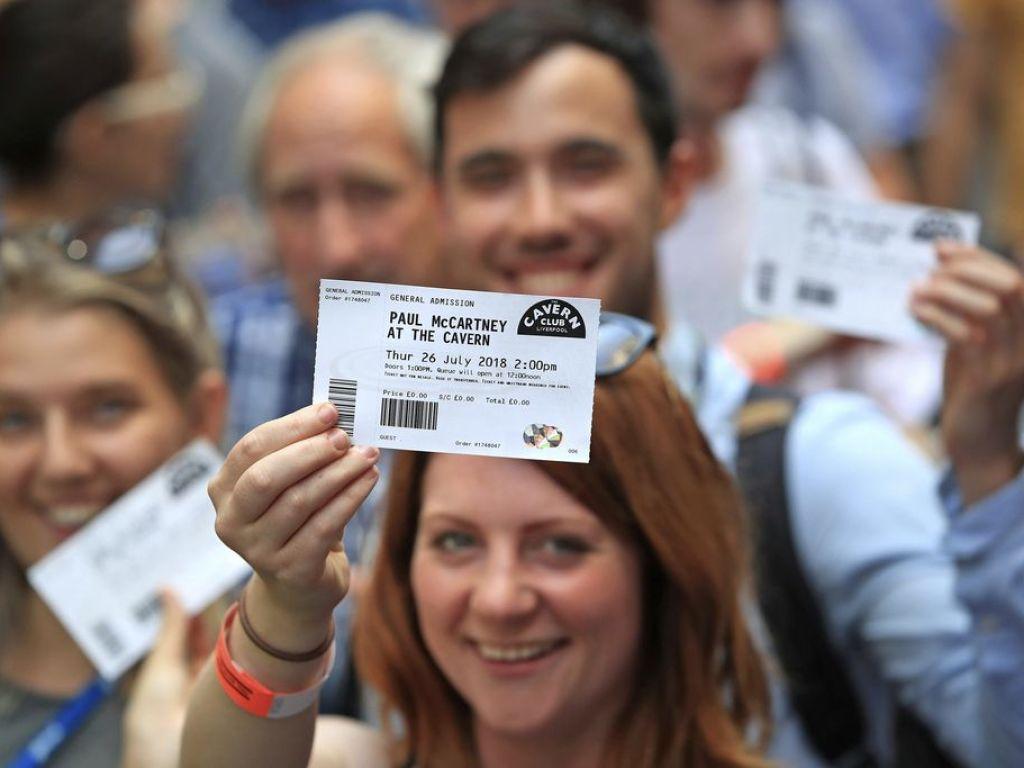 GENERAL ADMISSION
Order #1748047
GENERAL ADMISSION
PAUL McCARTNEY
AT THE CAVERN
Thur 26 July 2018 2:00pm
Doors 1:00PM. Queue will open at 12:00noon
Price £0.00 S/C £0.00 Total £0.00
GUEST
Order #1748047
006
CAVERN
CLUB
LIVERPOOL